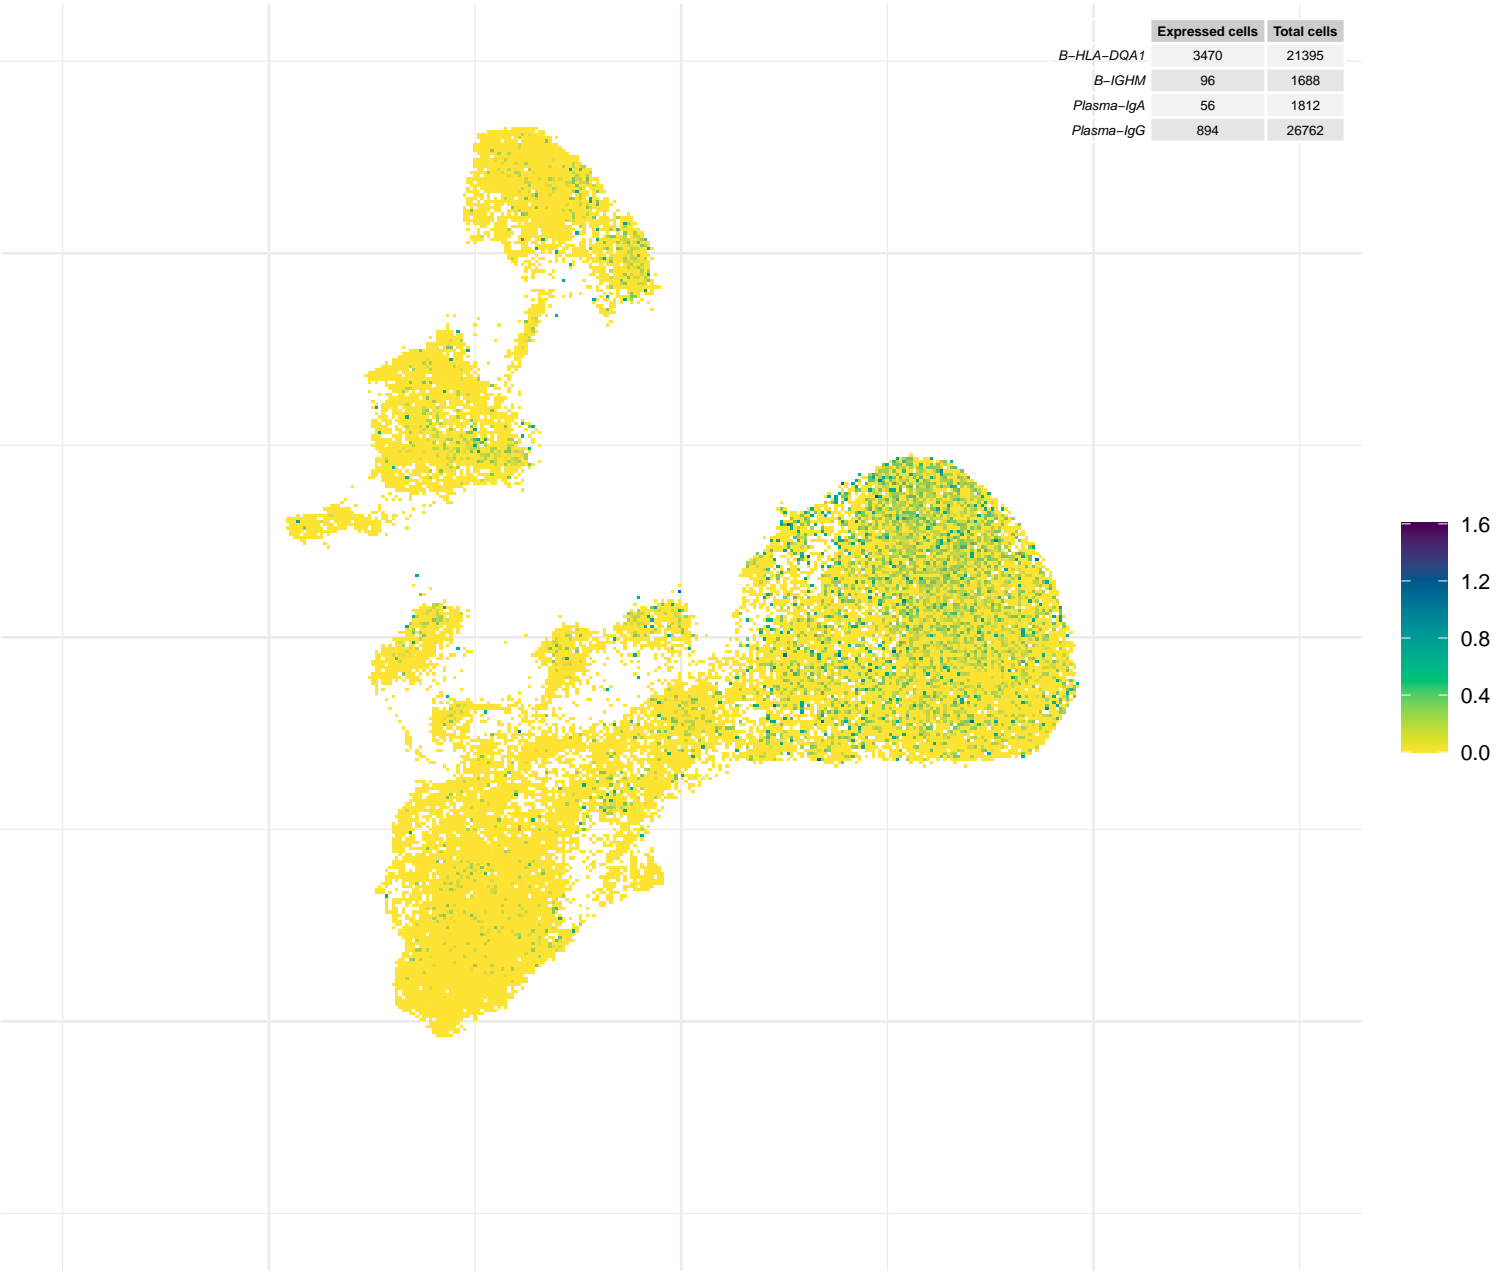 Expressed cells Total cells
B−HLA−DQA1 3470 21395
B−IGHM 96 1688
Plasma−IgA 56 1812
Plasma−IgG 894 26762
1.6
1.2
0.8
0.4
0.0